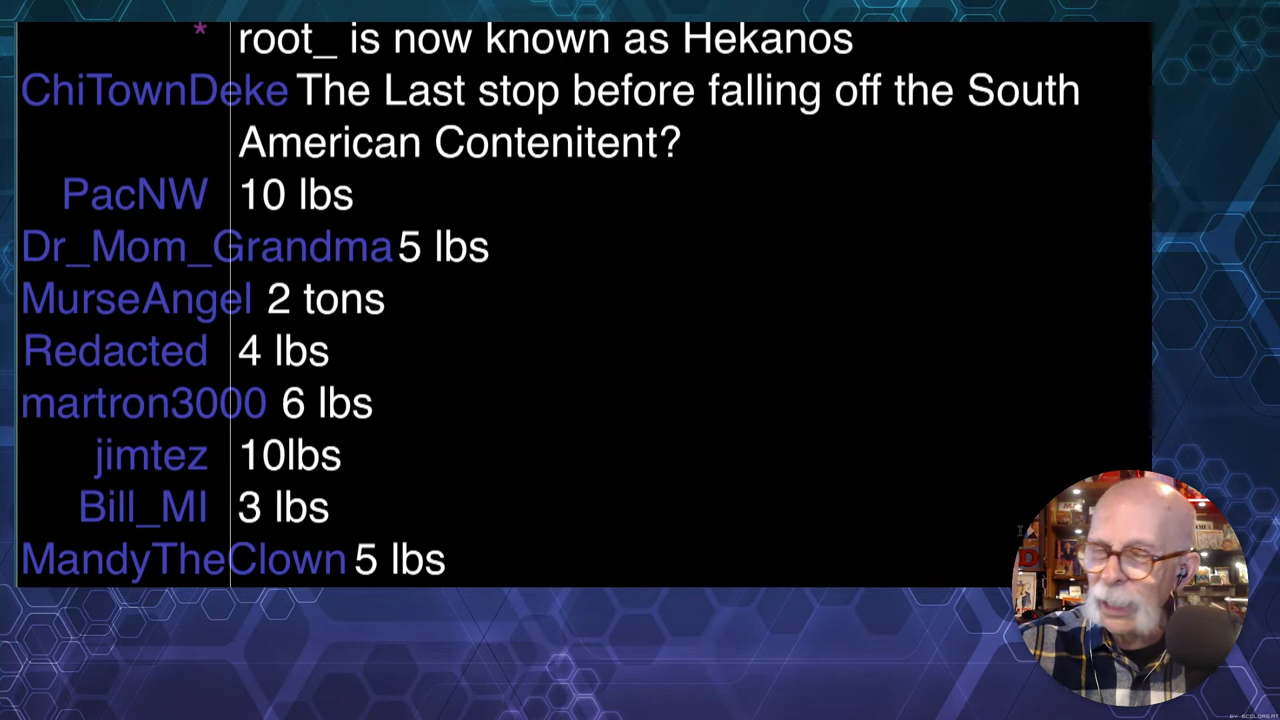 * root_ is now known as Hekanos
ChiTownDeke The Last stop before falling off the South
American Contenitent?
PacNW 10 lbs
Dr_Mom_Grandma 5 lbs
MurseAngel 2 tons
Redacted 4 lbs
martron3000 6 lbs
jimtez 10lbs
Bill_MI 3 lbs
MandyTheClown 5 lbs